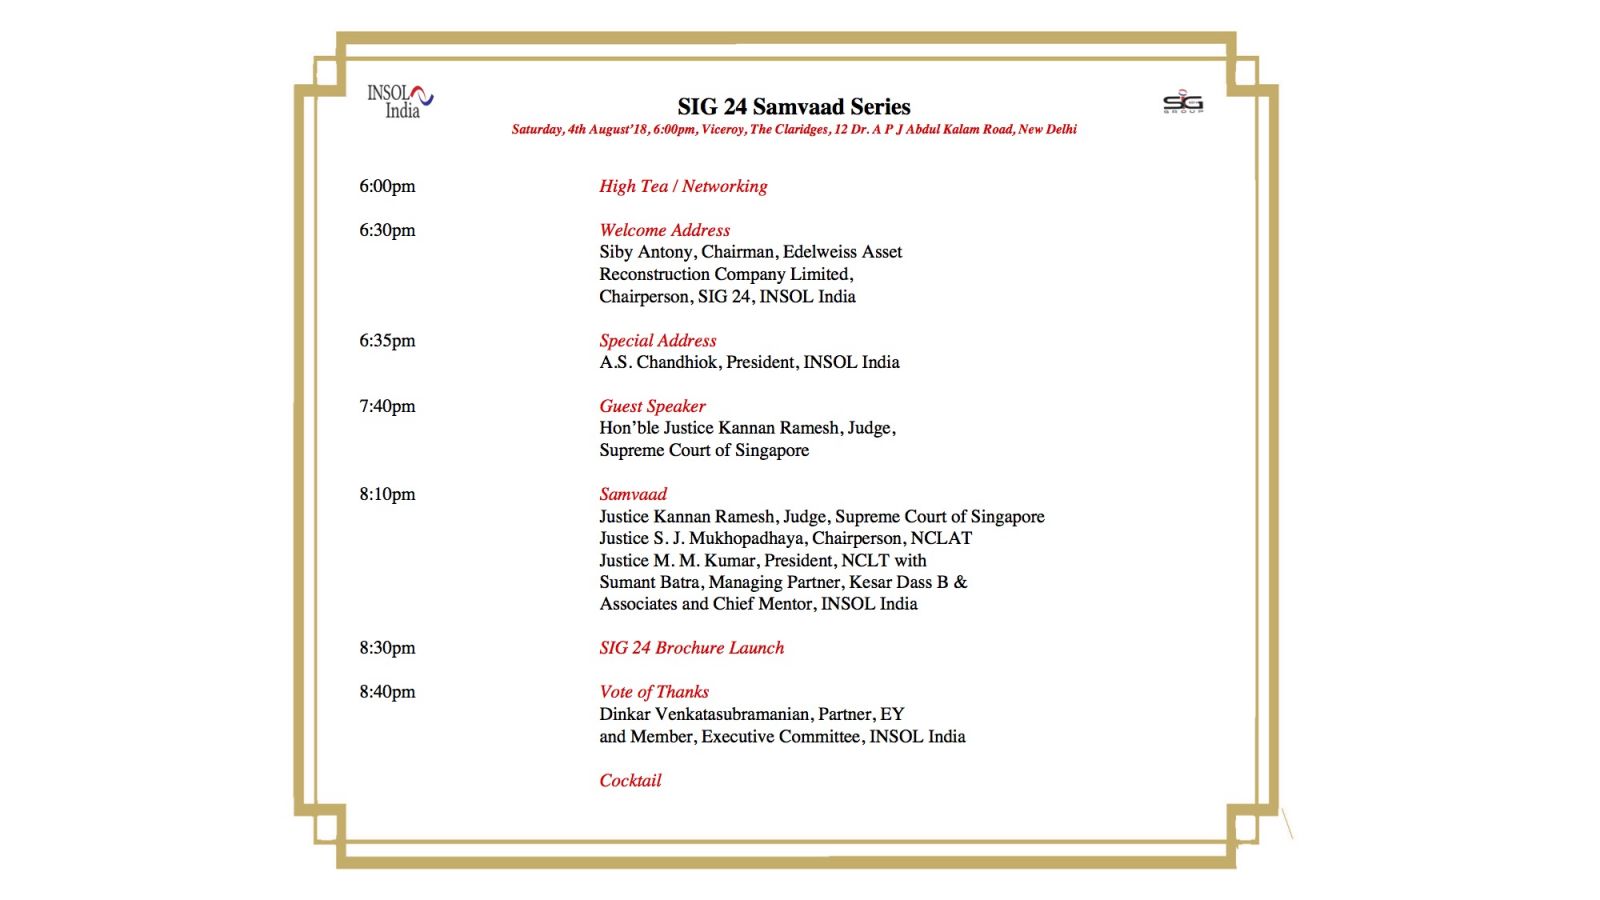 INSOL
India
SIG
GROUP
SIG 24 Samvaad Series
Saturday, 4th August'18, 6:00pm, Viceroy, The Claridges, 12 Dr. A P J Abdul Kalam Road, New Delhi
6:00pm High Tea / Networking
6:30pm Welcome Address
Siby Antony, Chairman, Edelweiss Asset
Reconstruction Company Limited,
Chairperson, SIG 24, INSOL India
6:35pm Special Address
A.S. Chandhiok, President, INSOL India
7:40pm Guest Speaker
Hon’ble Justice Kannan Ramesh, Judge,
Supreme Court of Singapore
8:10pm Samvaad
Justice Kannan Ramesh, Judge, Supreme Court of Singapore
Justice S. J. Mukhopadhaya, Chairperson, NCLAT
Justice M. M. Kumar, President, NCLT with
Sumant Batra, Managing Partner, Kesar Dass B &
Associates and Chief Mentor, INSOL India
8:30pm SIG 24 Brochure Launch
8:40pm Vote of Thanks
Dinkar Venkatasubramanian, Partner, EY
and Member, Executive Committee, INSOL India
Cocktail